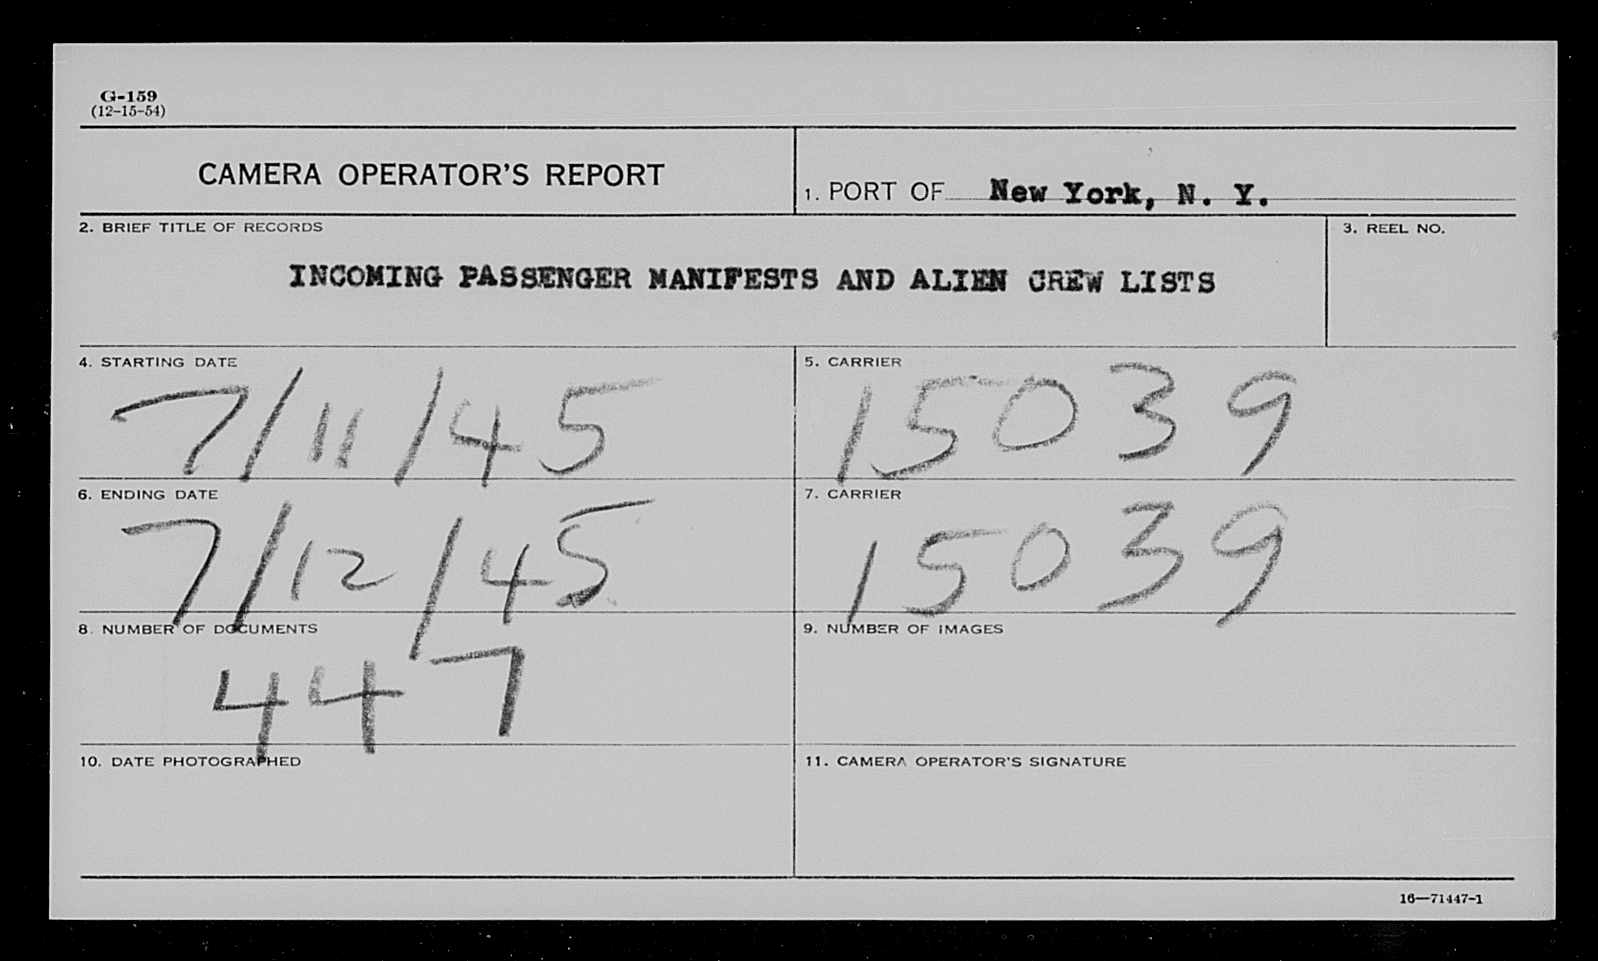 G-159
(12-15-54)
CAMERA OPERATOR'S REPORT
1. PORT OF New York, N. Y.
2. BRIEF TITLE OF RECORDS
3. REEL NO.
INCOMING PASSENGER MANIFESTS AND ALIEN CREW LISTS
4. STARTING DATE
5. CARRIER
7/11/45
15039
6. ENDING DATE
7. CARRIER
7/12/45
15039
8. NUMBER OF DOCUMENTS
9. NUMBER OF IMAGES
447
10. DATE PHOTOGRAPHED
11. CAMERA OPERATOR'S SIGNATURE
16—71447-1